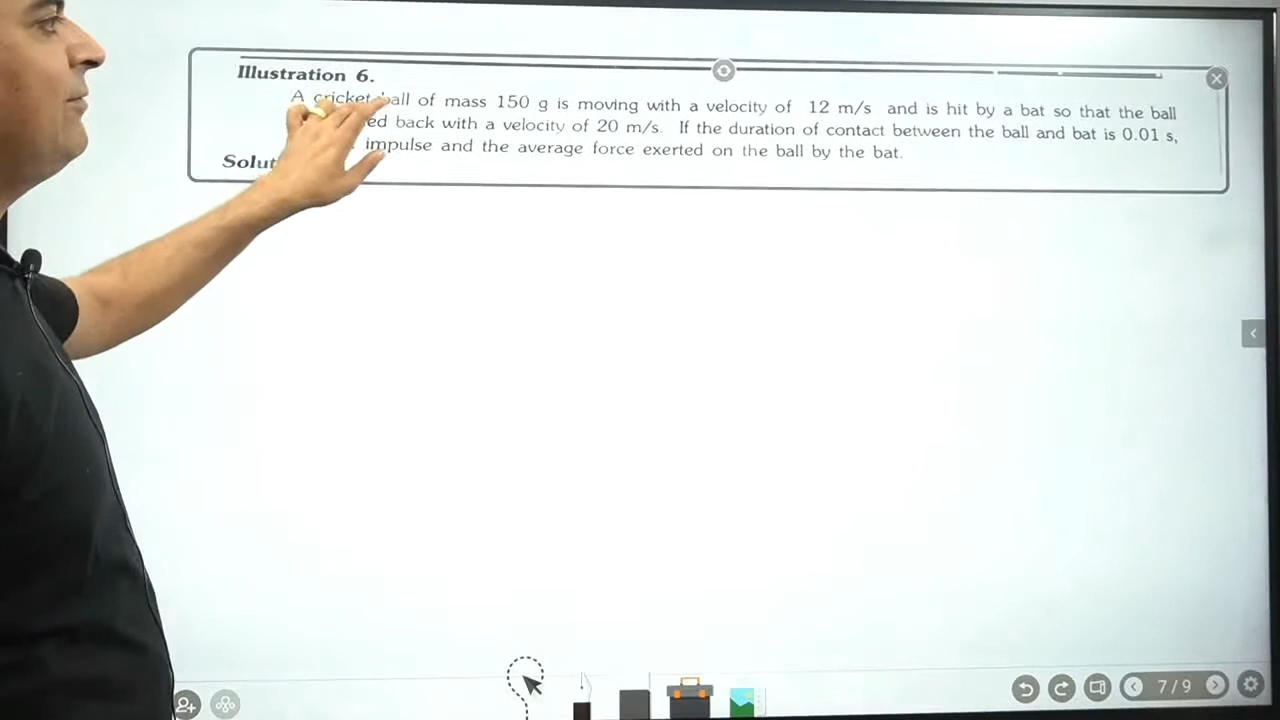 Illustration 6.
A cricket ball of mass 150 g is moving with a velocity of 12 m/s and is hit by a bat so that the ball
back with a velocity of 20 m/s. If the duration of contact between the ball and bat is 0.01 s,
impulse and the average force exerted on the ball by the bat.
7/9